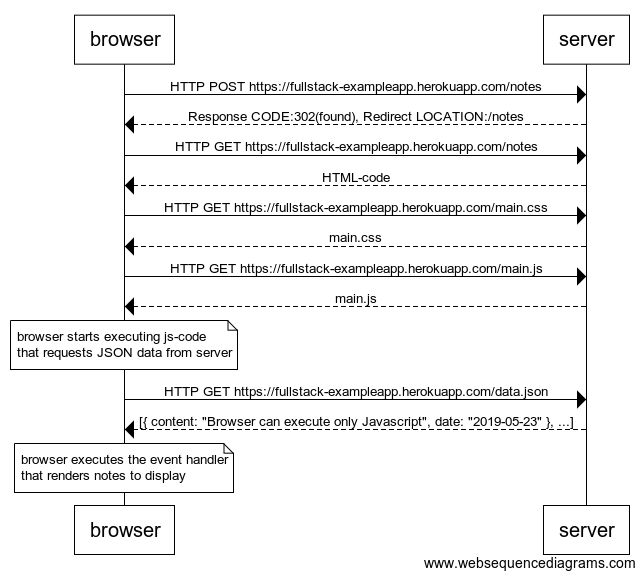 browser
server
HTTP POST https://fullstack-exampleapp.herokuapp.com/notes
Response CODE:302(found), Redirect LOCATION:/notes
HTTP GET https://fullstack-exampleapp.herokuapp.com/notes
HTML-code
HTTP GET https://fullstack-exampleapp.herokuapp.com/main.css
main.css
HTTP GET https://fullstack-exampleapp.herokuapp.com/main.js
main.js
browser starts executing js-code
that requests JSON data from server
HTTP GET https://fullstack-exampleapp.herokuapp.com/data.json
[{ content: "Browser can execute only Javascript", date: "2019-05-23" }, ...]
browser executes the event handler
that renders notes to display
browser
server
www.websequencediagrams.com